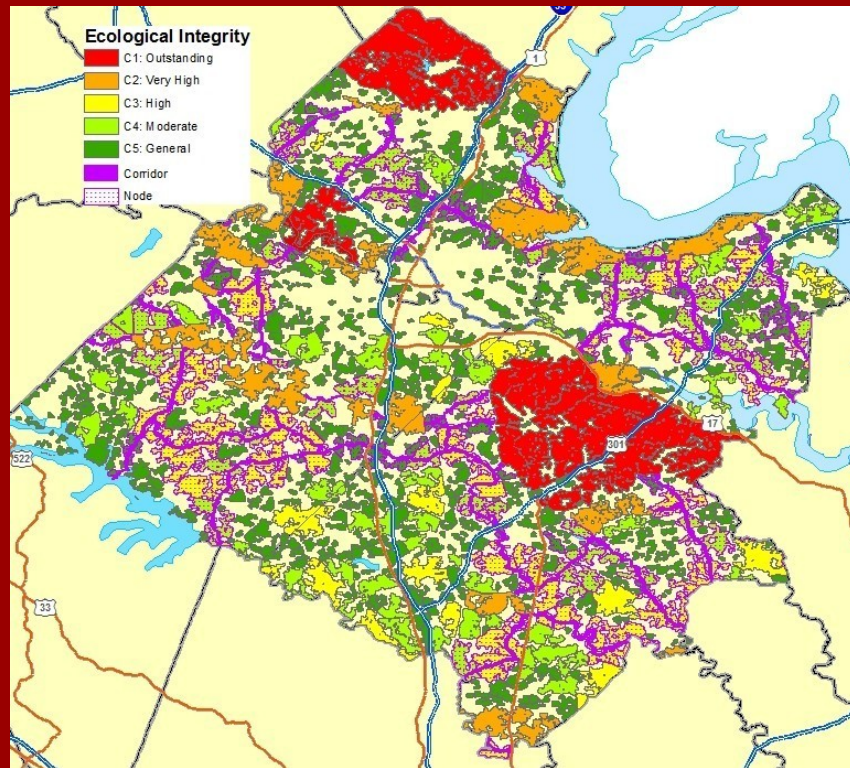 Ecological Integrity
C1: Outstanding
C2: Very High
C3: High
C4: Moderate
C5: General
Corridor
Node
1
17
301
522
33